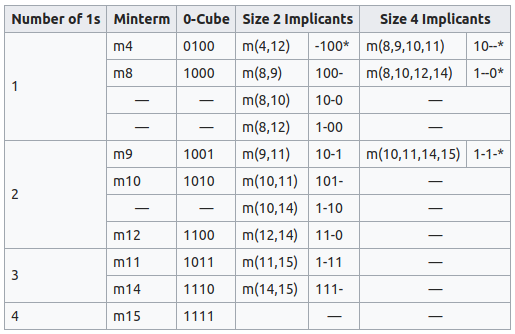 Number of 1s Minterm 0-Cube Size 2 Implicants Size 4 Implicants
1 m4 0100 m(4,12) -100* m(8,9,10,11) 10--*
m8 1000 m(8,9) 100- m(8,10,12,14) 1--0*
— — m(8,10) 10-0 —
— — m(8,12) 1-00 —
2 m9 1001 m(9,11) 10-1 m(10,11,14,15) 1-1-*
m10 1010 m(10,11) 101- —
— — m(10,14) 1-10 —
m12 1100 m(12,14) 11-0 —
3 m11 1011 m(11,15) 1-11 —
m14 1110 m(14,15) 111- —
4 m15 1111 — —